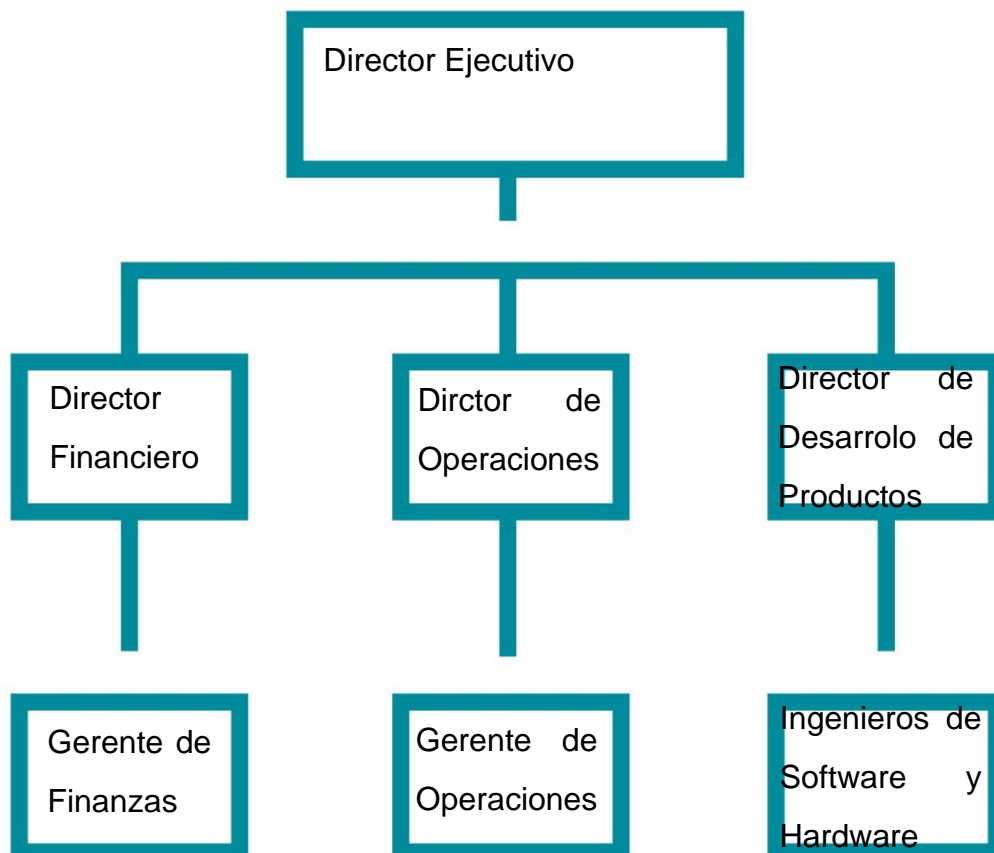 Director Ejecutivo
Director
Financiero
Dirctor de
Operaciones
Director de
Desarrolo de
Productos
Gerente de
Finanzas
Gerente de
Operaciones
Ingenieros de
Software y
Hardware